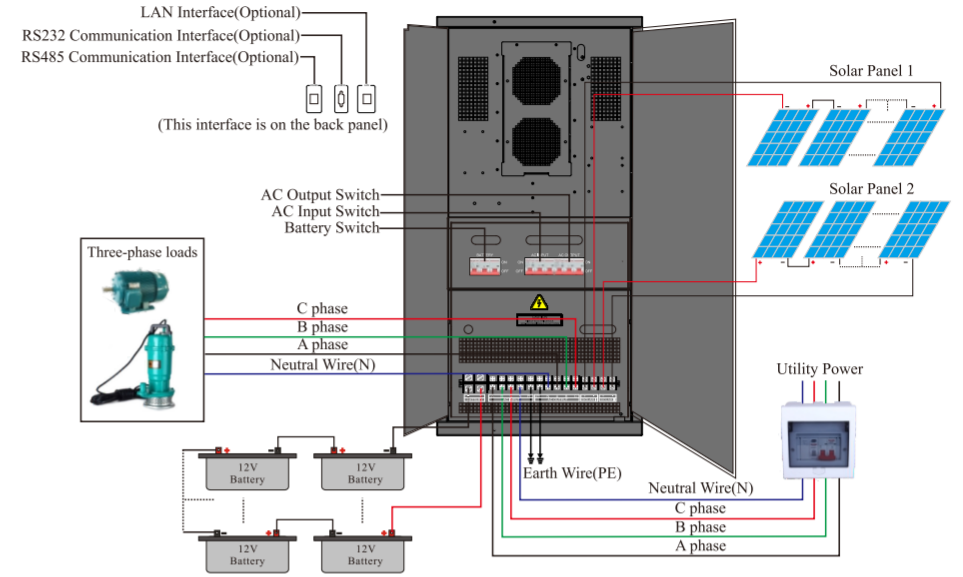 LAN Interface(Optional)
RS232 Communication Interface(Optional)
RS485 Communication Interface(Optional)
(This interface is on the back panel)
Solar Panel 1
Solar Panel 2
AC Output Switch
AC Input Switch
Battery Switch
Three-phase loads
C phase
B phase
A phase
Neutral Wire(N)
Utility Power
12V
Battery
12V
Battery
12V
Battery
12V
Battery
Earth Wire(PE)
Neutral Wire(N)
C phase
B phase
A phase